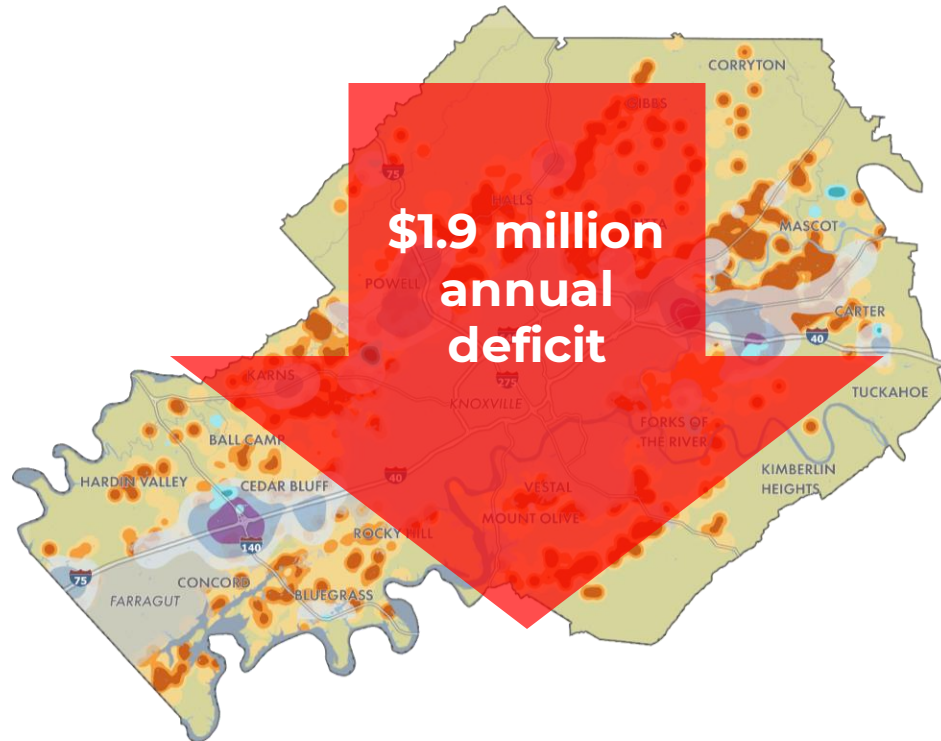 CORRYTON
GIBBS
75
HALLS
$1.9 million
annual
deficit
MASCOT
POWELL
CARTER
40
KARNS
275
TUCKAHOE
KNOXVILLE
FORKS OF
THE RIVER
BALL CAMP
KIMBERLIN
HEIGHTS
HARDIN VALLEY
CEDAR BLUFF
40
VESTAL
MOUNT OLIVE
ROCKY HILL
140
75
CONCORD
BLUEGRASS
FARRAGUT